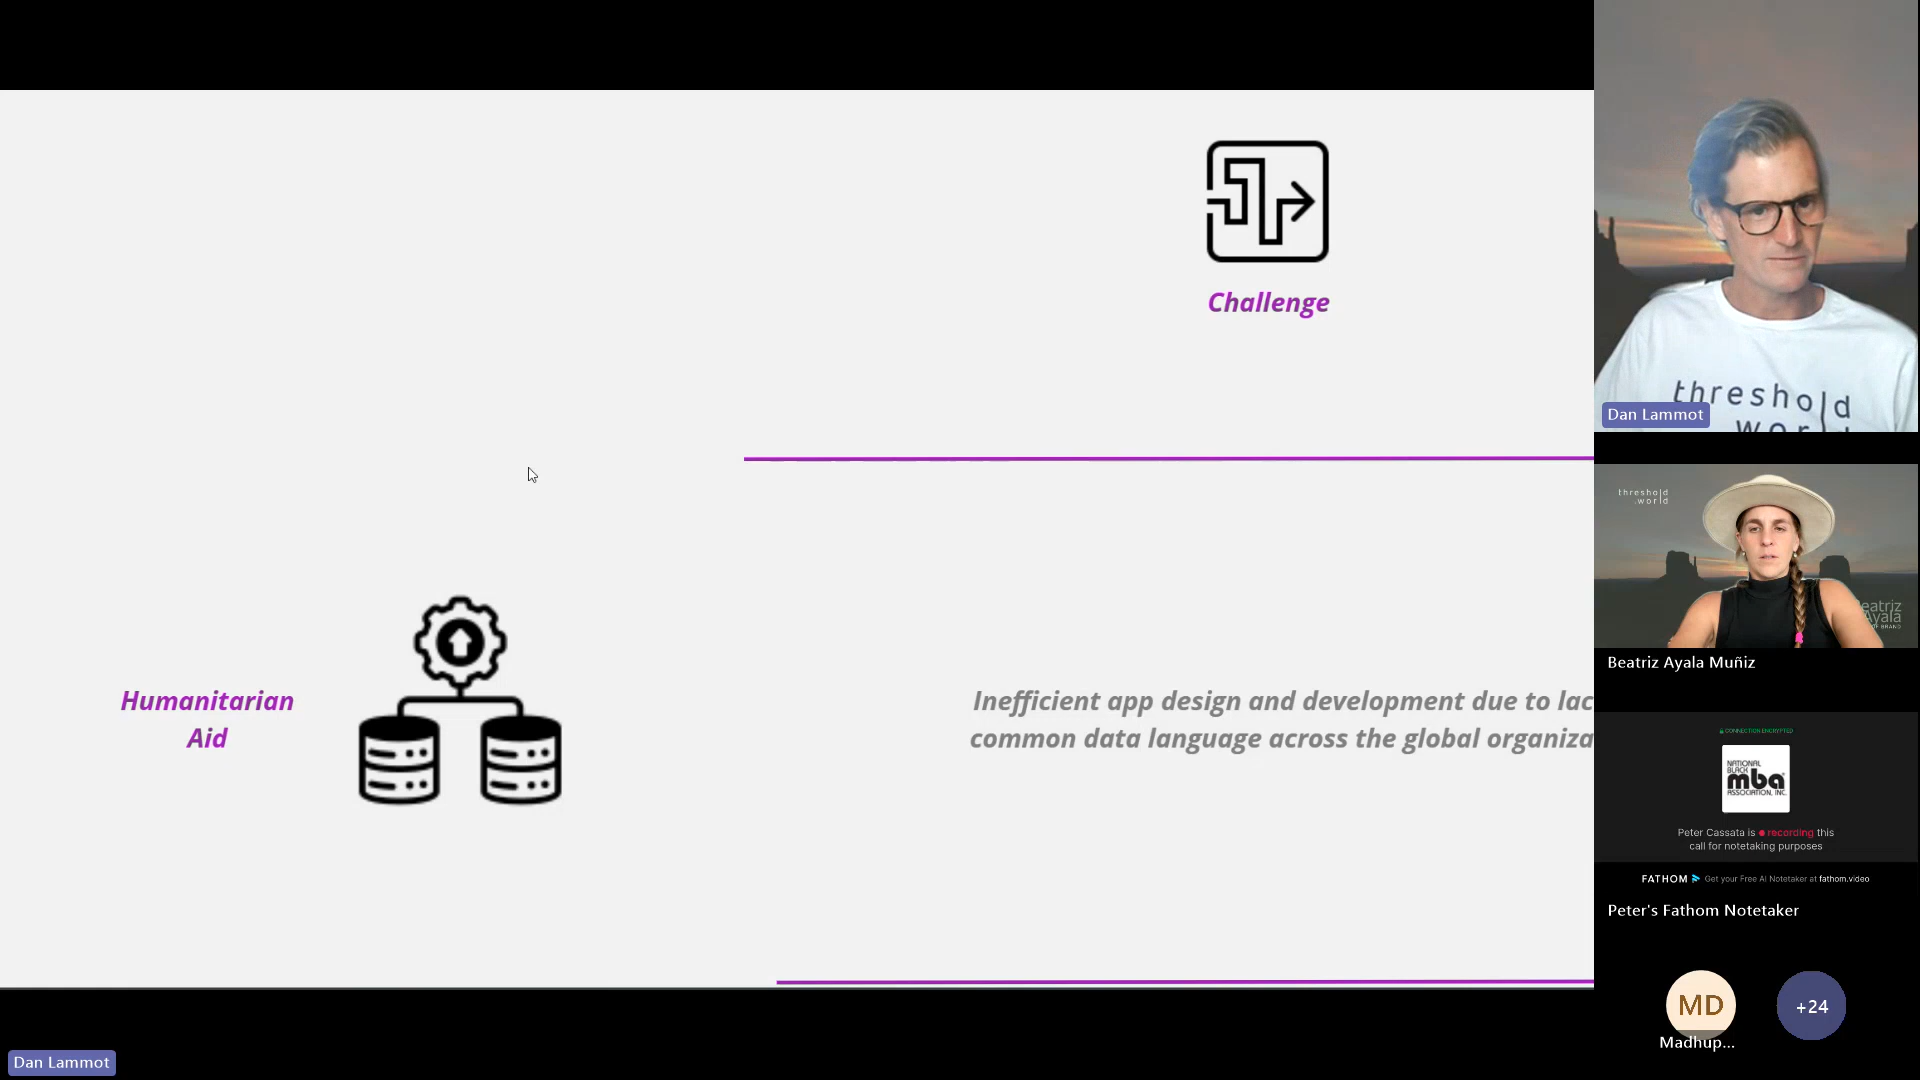 Challenge
Humanitarian
Aid
Inefficient app design and development due to lac
common data language across the global organiza
Dan Lammot
threshold
Dan Lammot
threshold
.world
Beatriz Ayala Muñiz
CONNECTION ENCRYPTED
NATIONAL
BLACK
mba
ASSOCIATION, INC.
Peter Cassata is recording this
call for notetaking purposes
FATHOM Get your Free AI Notetaker at fathom.video
Peter's Fathom Notetaker
MD
+24
Madhup...